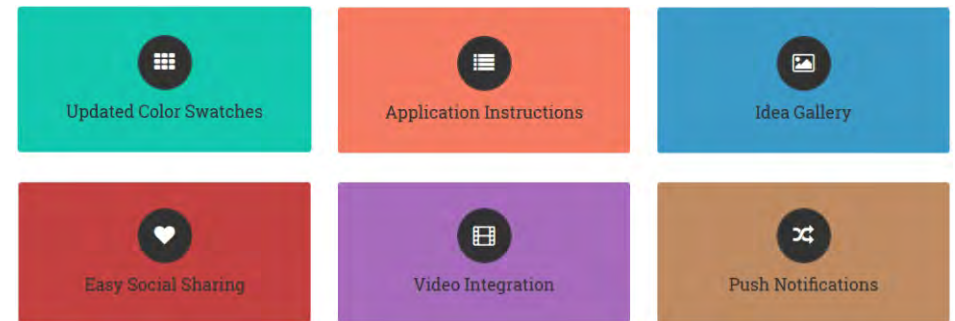 Updated Color Swatches
Application Instructions
Idea Gallery
Easy Social Sharing
Video Integration
Push Notifications